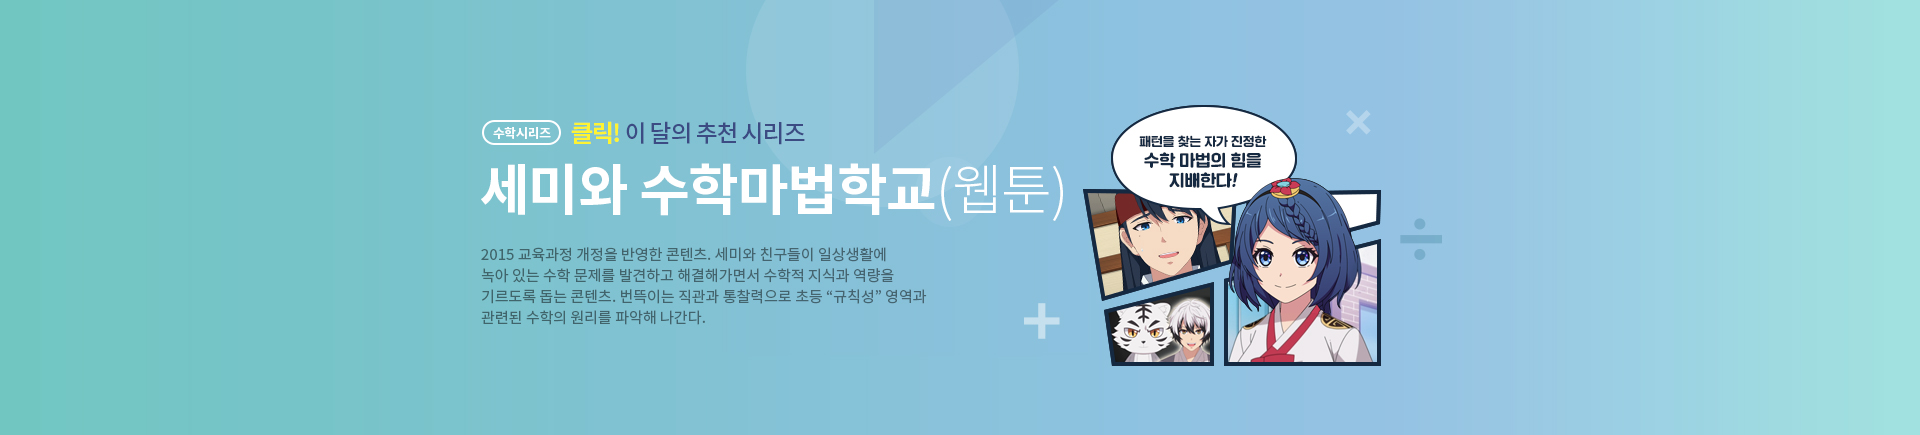 수학시리즈 클릭! 이 달의 추천 시리즈
세미와 수학마법학교(웹툰)
2015 교육과정 개정을 반영한 콘텐츠. 세미와 친구들이 일상생활에
녹아 있는 수학 문제를 발견하고 해결해가면서 수학적 지식과 역량을
기르도록 돕는 콘텐츠. 번뜩이는 직관과 통찰력으로 초등 “규칙성” 영역과
관련된 수학의 원리를 파악해 나간다.
패턴을 찾는 자가 진정한
수학 마법의 힘을
지배한다!